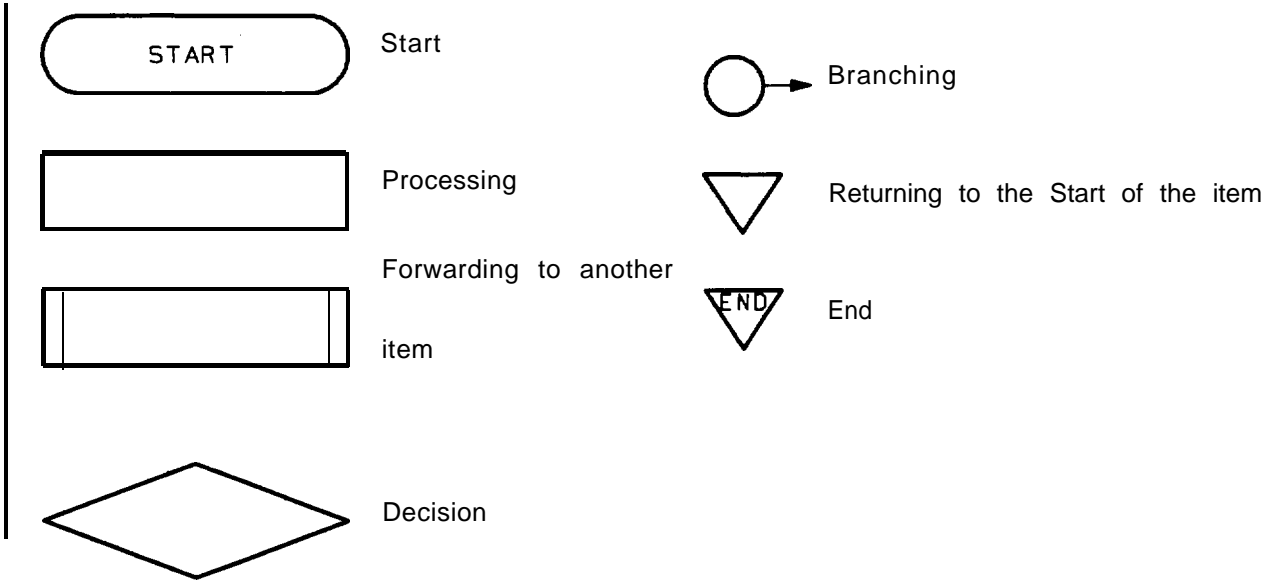 START
Start
Processing
Forwarding to another
item
Decision
Branching
Returning to the Start of the item
END
End